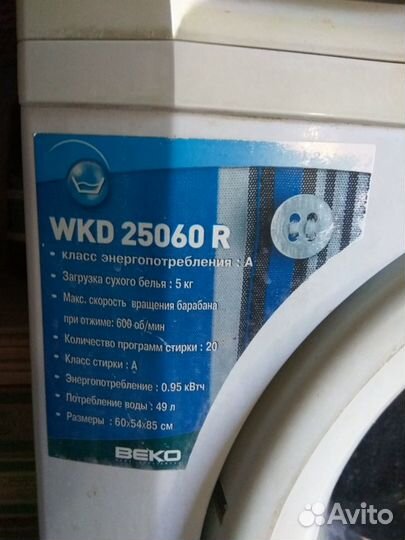 WKD 25060 R
• класс энергопотребления : A
• Загрузка сухого белья : 5 кг
• Макс. скорость вращения барабана
при отжиме: 600 об/мин
• Количество программ стирки : 20
• Класс стирки : A
• Энергопотребление : 0.95 кВтч
• Потребление воды : 49 л
• Размеры : 60x54x85 см
BEKO
Avito